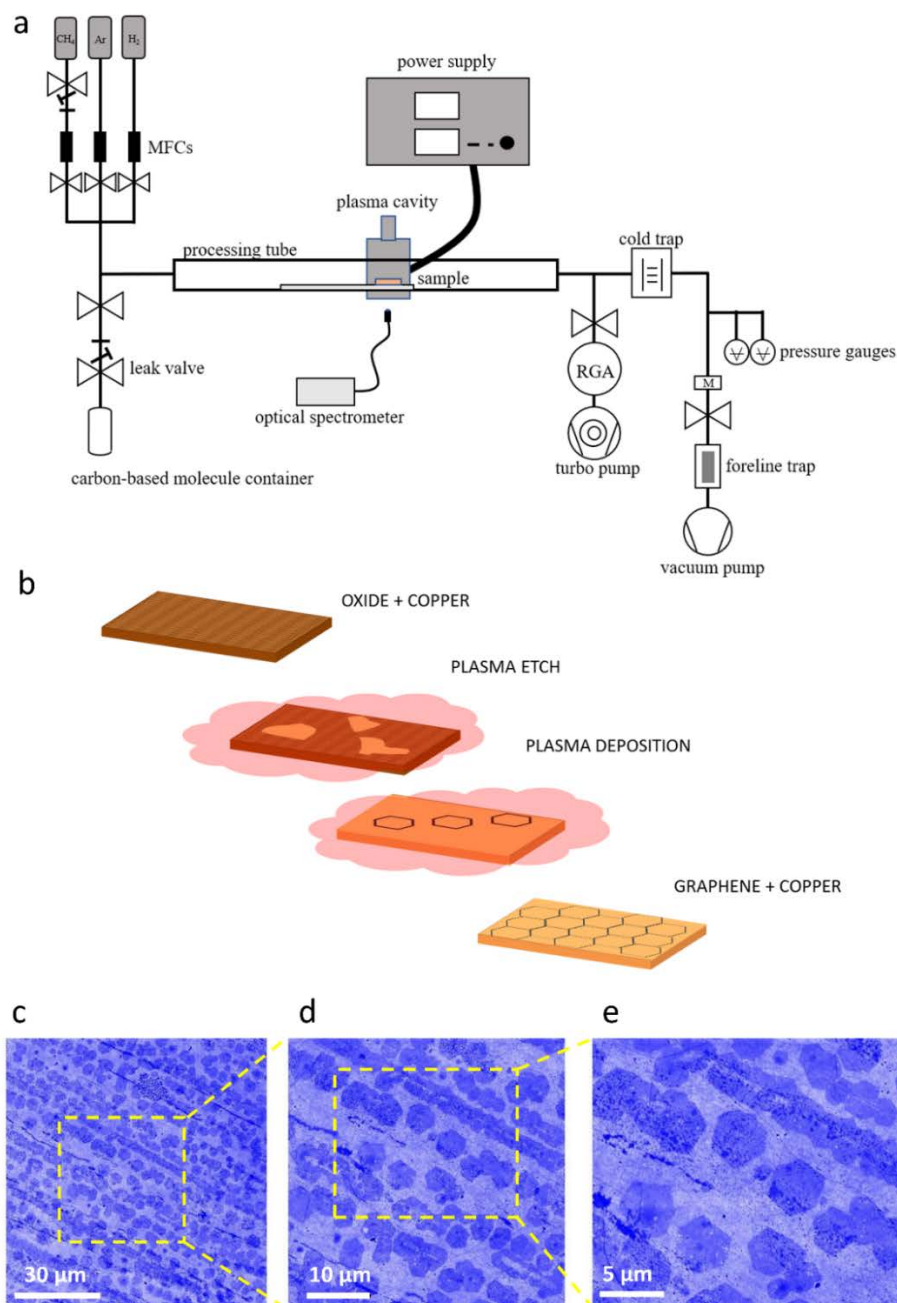 a
CH₄ Ar H₂
power supply
MFCs
plasma cavity
processing tube
cold trap
sample
leak valve
pressure gauges
RGA
M
optical spectrometer
turbo pump
foreline trap
carbon-based molecule container
vacuum pump
b
OXIDE + COPPER
PLASMA ETCH
PLASMA DEPOSITION
GRAPHENE + COPPER
c d e
30 µm 10 µm 5 µm